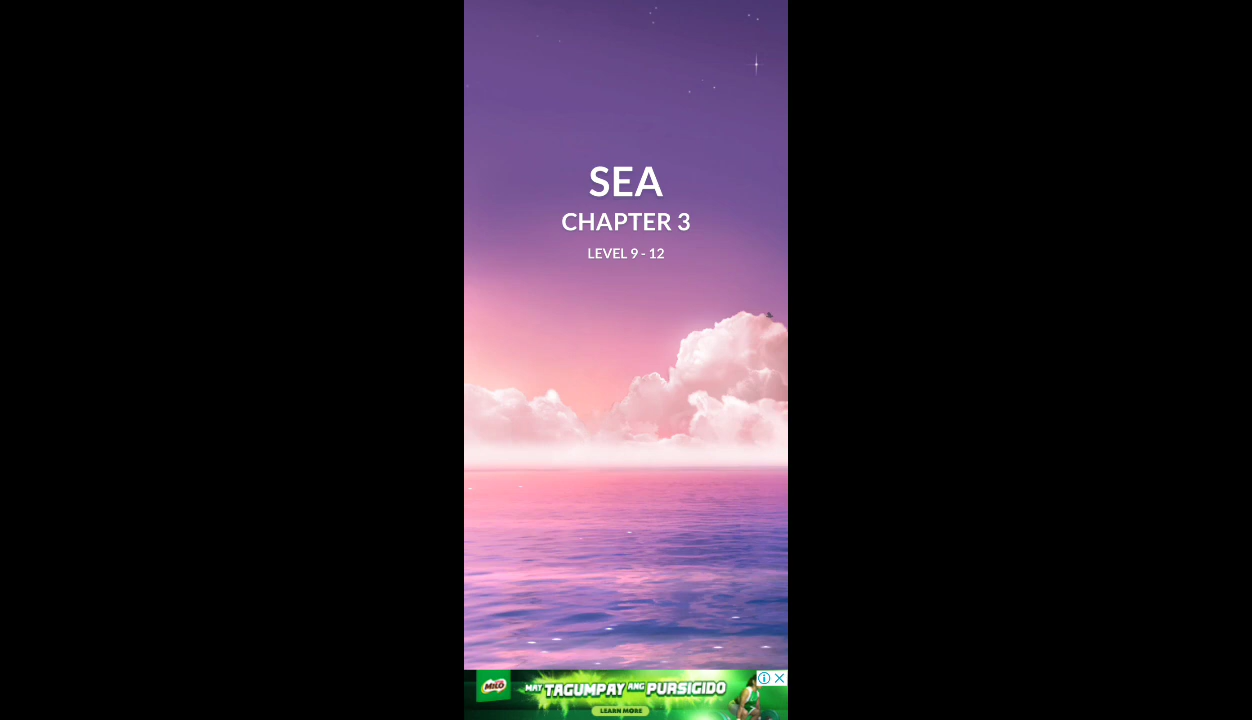 SEA
CHAPTER 3
LEVEL 9 - 12
MILO
MAY TAGUMPAY ANG PURSIGIDO
LEARN MORE